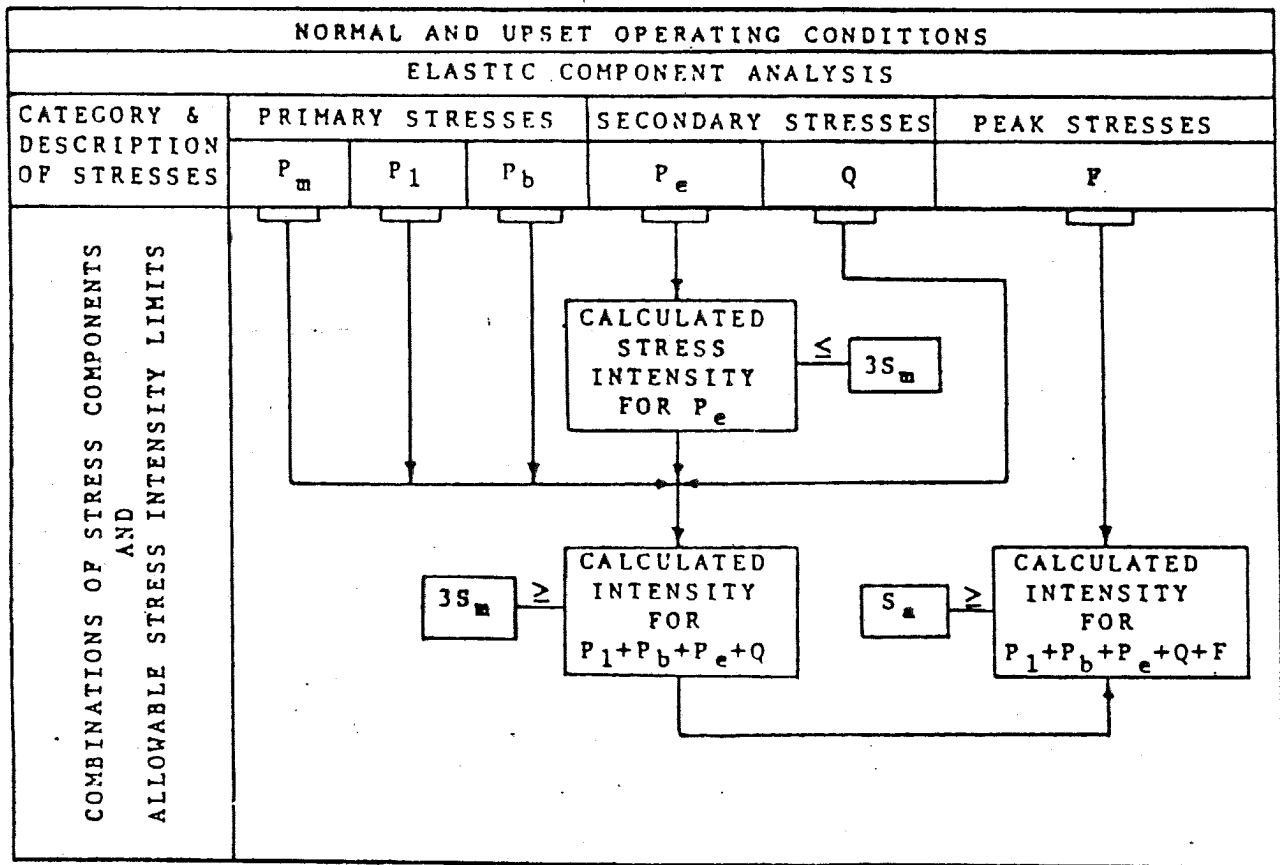 NORMAL AND UPSET OPERATING CONDITIONS
ELASTIC COMPONENT ANALYSIS
CATEGORY &
DESCRIPTION
OF STRESSES
PRIMARY STRESSES
SECONDARY STRESSES
PEAK STRESSES
Pm
P1
Pb
Pe
Q
F
COMBINATIONS OF STRESS COMPONENTS
AND
ALLOWABLE STRESS INTENSITY LIMITS
CALCULATED
STRESS
INTENSITY
FOR Pe
≤
3Sm
3Sm
≥
CALCULATED
INTENSITY
FOR
P1+Pb+Pe+Q
Sa
≥
CALCULATED
INTENSITY
FOR
P1+Pb+Pe+Q+F